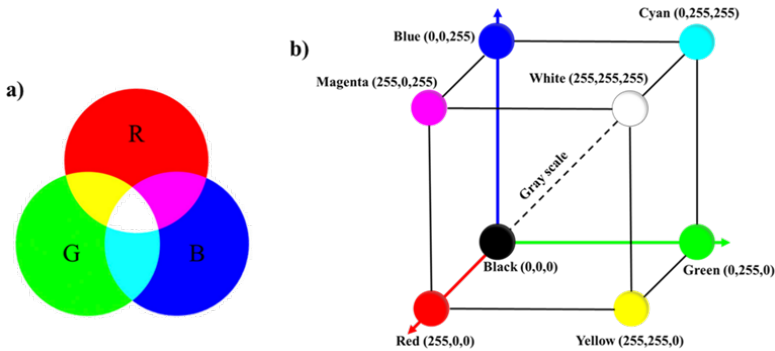 a)
R
G
B
b)
Blue (0,0,255)
Cyan (0,255,255)
Magenta (255,0,255)
White (255,255,255)
Gray scale
Black (0,0,0)
Green (0,255,0)
Red (255,0,0)
Yellow (255,255,0)